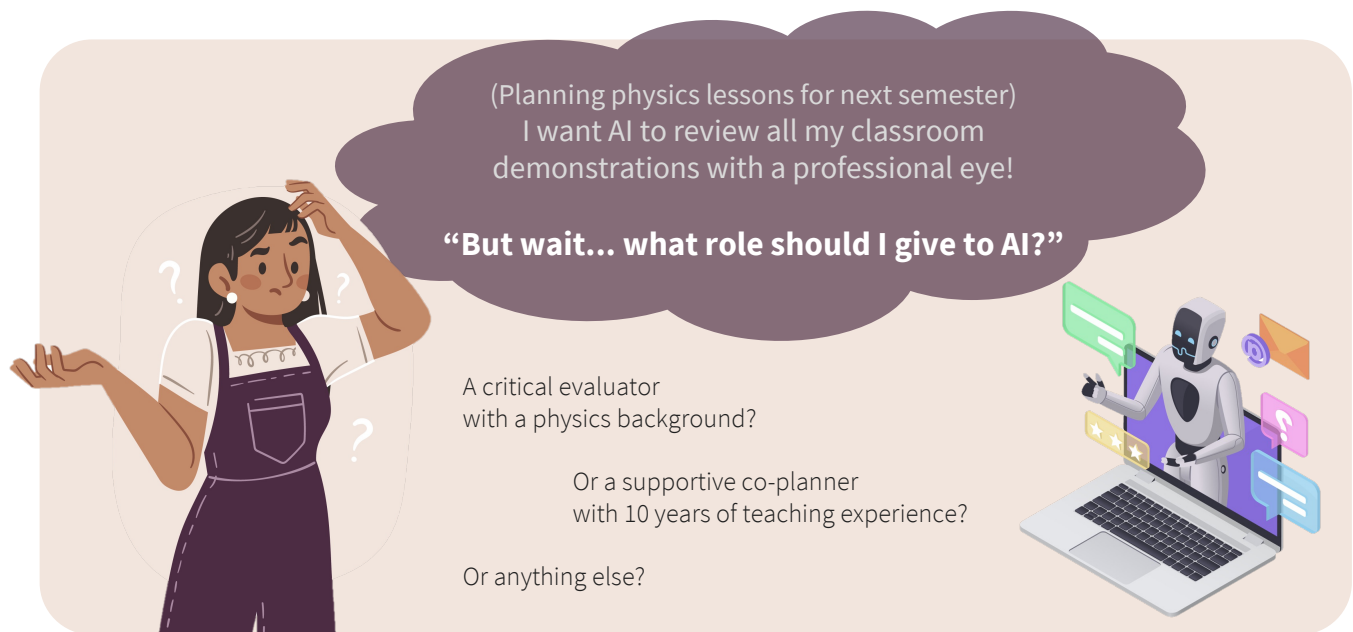 (Planning physics lessons for next semester)
I want AI to review all my classroom
demonstrations with a professional eye!
“But wait... what role should I give to AI?”
A critical evaluator
with a physics background?
Or a supportive co-planner
with 10 years of teaching experience?
Or anything else?